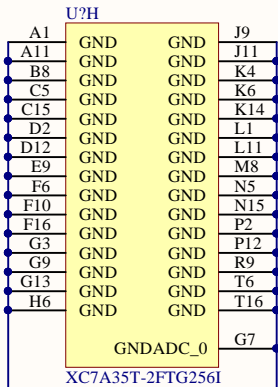 U?H
A1 GND GND J9
A11 GND GND J11
B8 GND GND K4
C5 GND GND K6
C15 GND GND K14
D2 GND GND L1
D12 GND GND L11
E9 GND GND M8
F6 GND GND N5
F10 GND GND N15
F16 GND GND P2
G3 GND GND P12
G9 GND GND R9
G13 GND GND T6
H6 GND GND T16
GNDADC_0 G7
XC7A35T-2FTG256I